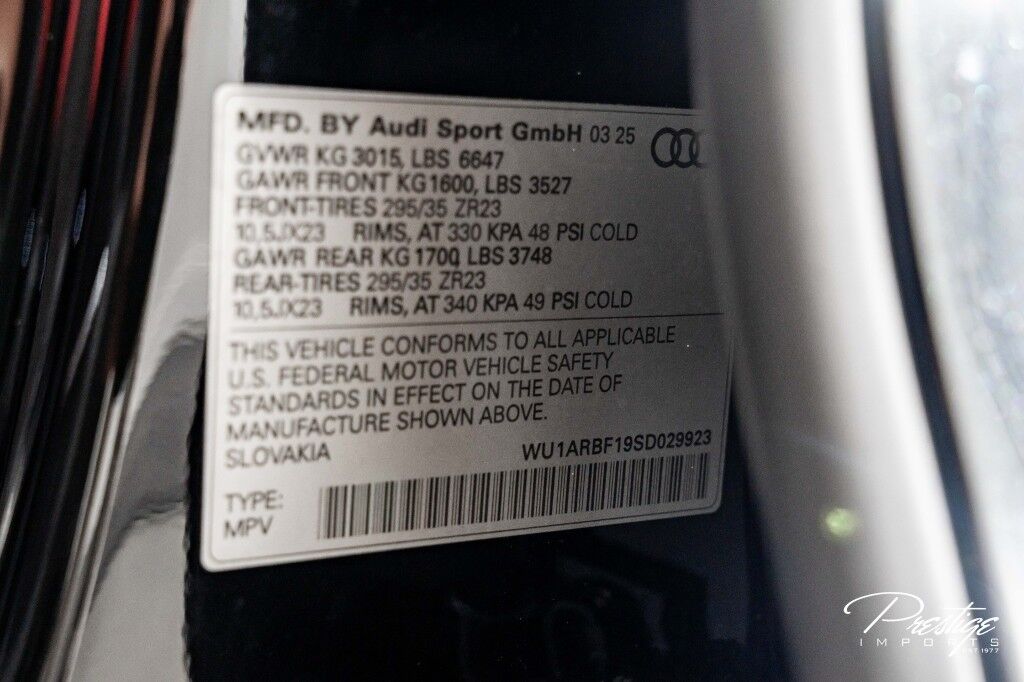 MFD. BY Audi Sport GmbH 03 25
GVWR KG 3015, LBS 6647
GAWR FRONT KG 1600, LBS 3527
FRONT-TIRES 295/35 ZR23
10,5JX23 RIMS, AT 330 KPA 48 PSI COLD
GAWR REAR KG 1700, LBS 3748
REAR-TIRES 295/35 ZR23
10,5JX23 RIMS, AT 340 KPA 49 PSI COLD
THIS VEHICLE CONFORMS TO ALL APPLICABLE
U.S. FEDERAL MOTOR VEHICLE SAFETY
STANDARDS IN EFFECT ON THE DATE OF
MANUFACTURE SHOWN ABOVE.
SLOVAKIA WU1ARBF19SD029923
TYPE:
MPV
Prestige
IMPORTS
EST.1977